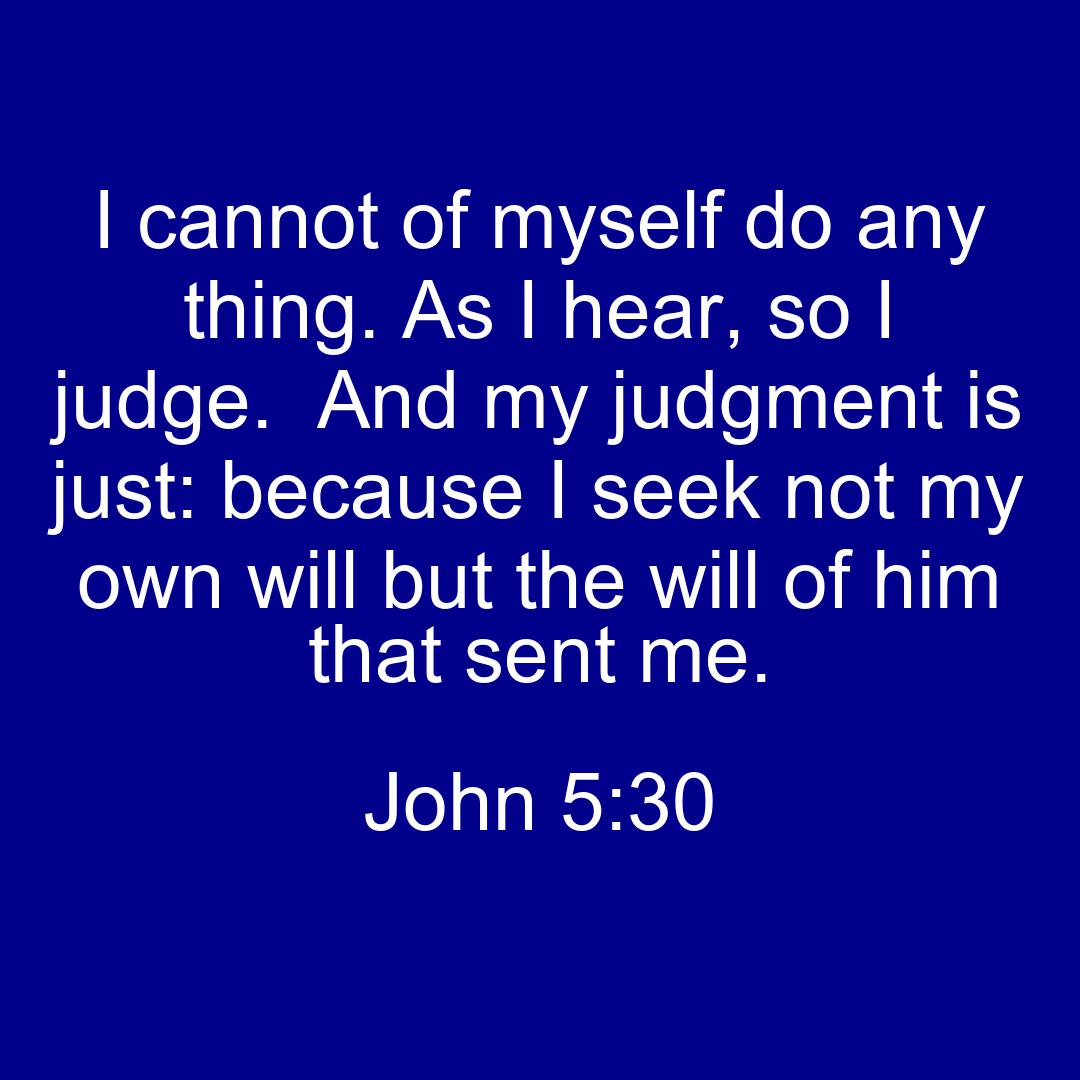 I cannot of myself do any
thing. As I hear, so I
judge.  And my judgment is
just: because I seek not my
own will but the will of him
that sent me.
John 5:30